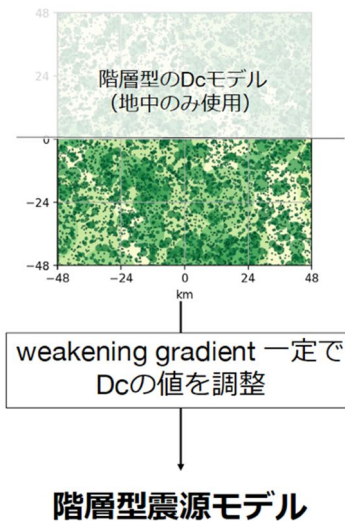 48
24
階層型のDcモデル
（地中のみ使用）
0
−24
−48
−48 −24 0 24 48
km
weakening gradient 一定で
Dcの値を調整
階層型震源モデル